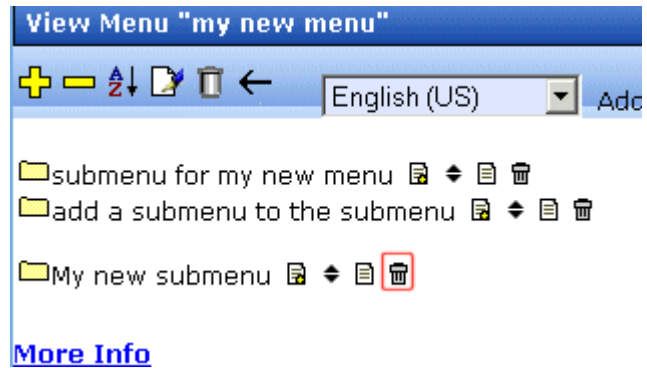 View Menu "my new menu"
English (US)
submenu for my new menu
add a submenu to the submenu
My new submenu
More Info